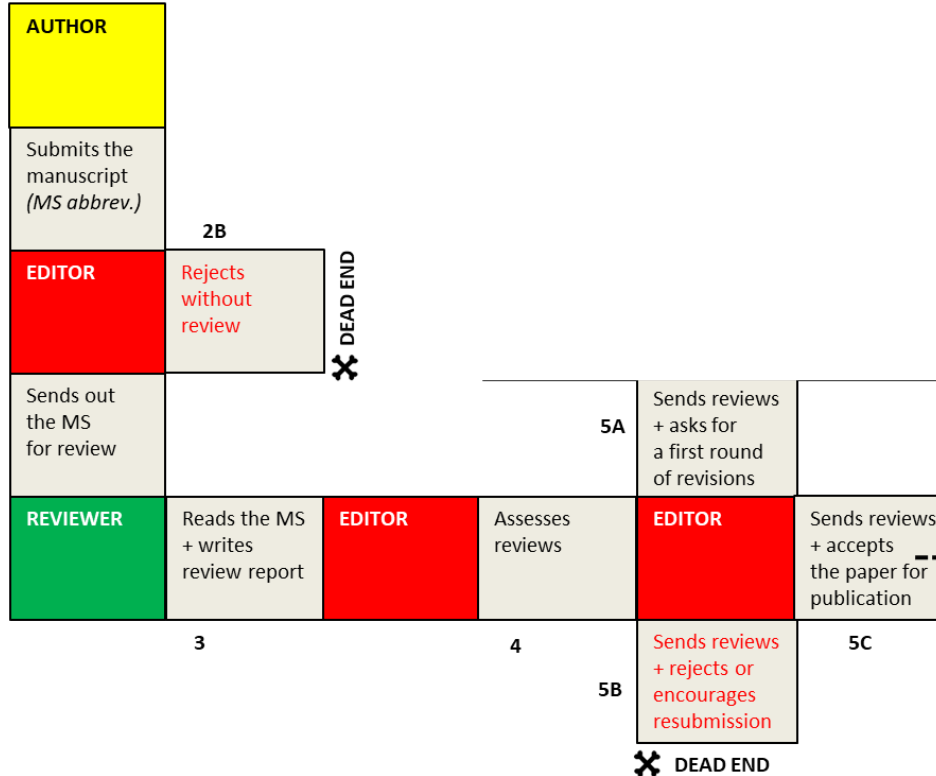 AUTHOR
Submits the
manuscript
(MS abbrev.)
2B
EDITOR
Rejects
without
review
DEAD END
Sends out
the MS
for review
5A
Sends reviews
+ asks for
a first round
of revisions
REVIEWER
Reads the MS
+ writes
review report
EDITOR
Assesses
reviews
EDITOR
Sends reviews
+ accepts
the paper for
publication
3
4
5C
5B
Sends reviews
+ rejects or
encourages
resubmission
DEAD END